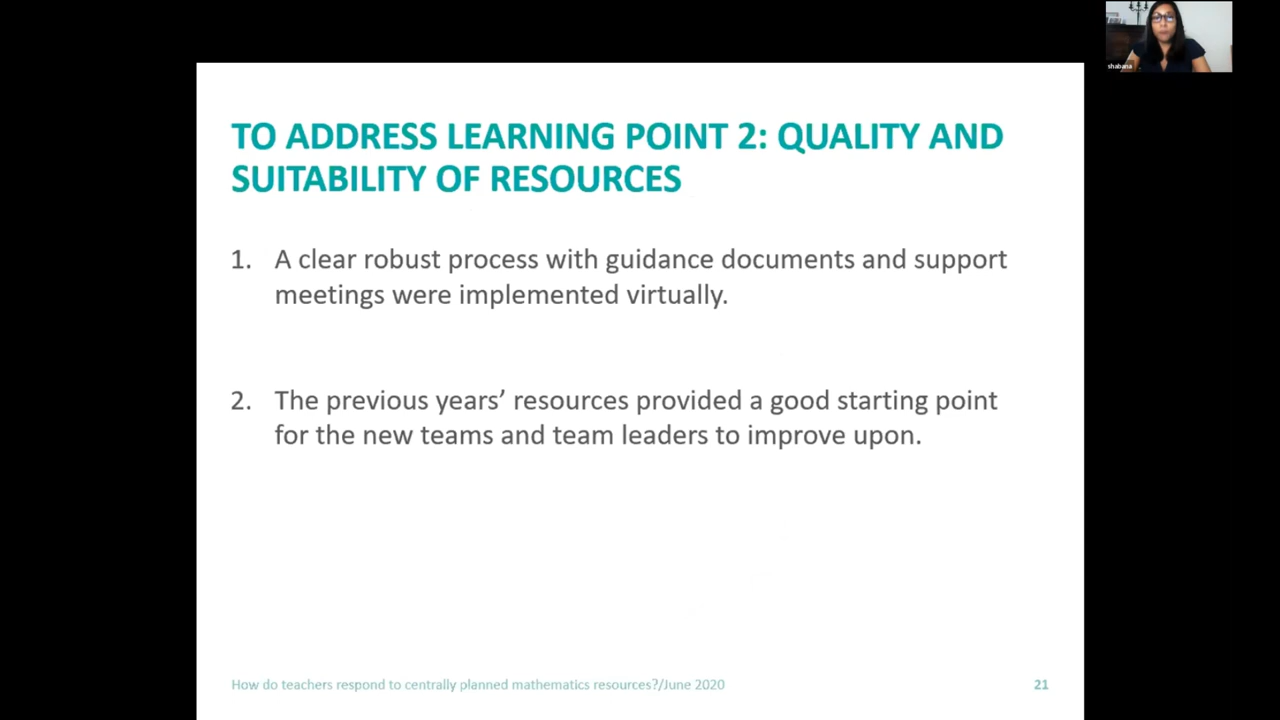 shabana
TO ADDRESS LEARNING POINT 2: QUALITY AND
SUITABILITY OF RESOURCES
1. A clear robust process with guidance documents and support
meetings were implemented virtually.
2. The previous years’ resources provided a good starting point
for the new teams and team leaders to improve upon.
How do teachers respond to centrally planned mathematics resources?/June 2020
21